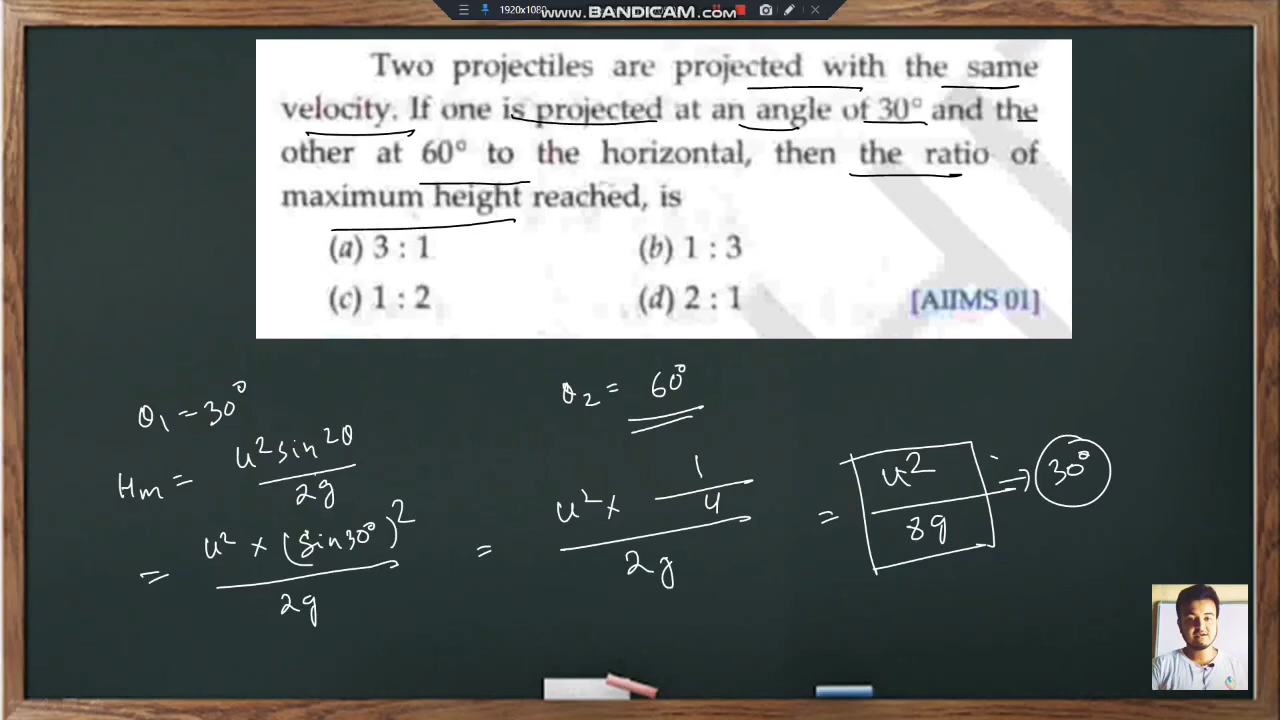 1920x1080
www.BANDICAM.com
Two projectiles are projected with the same
velocity. If one is projected at an angle of 30° and the
other at 60° to the horizontal, then the ratio of
maximum height reached, is
(a) 3 : 1 (b) 1 : 3
(c) 1 : 2 (d) 2 : 1 [AIIMS 01]
θ₁ = 30° θ₂ = 60°
Hm = u² sin²θ / 2g
= u² × (sin30°)² / 2g = u² × 1/4 / 2g = u² / 8g ⇒ 30°